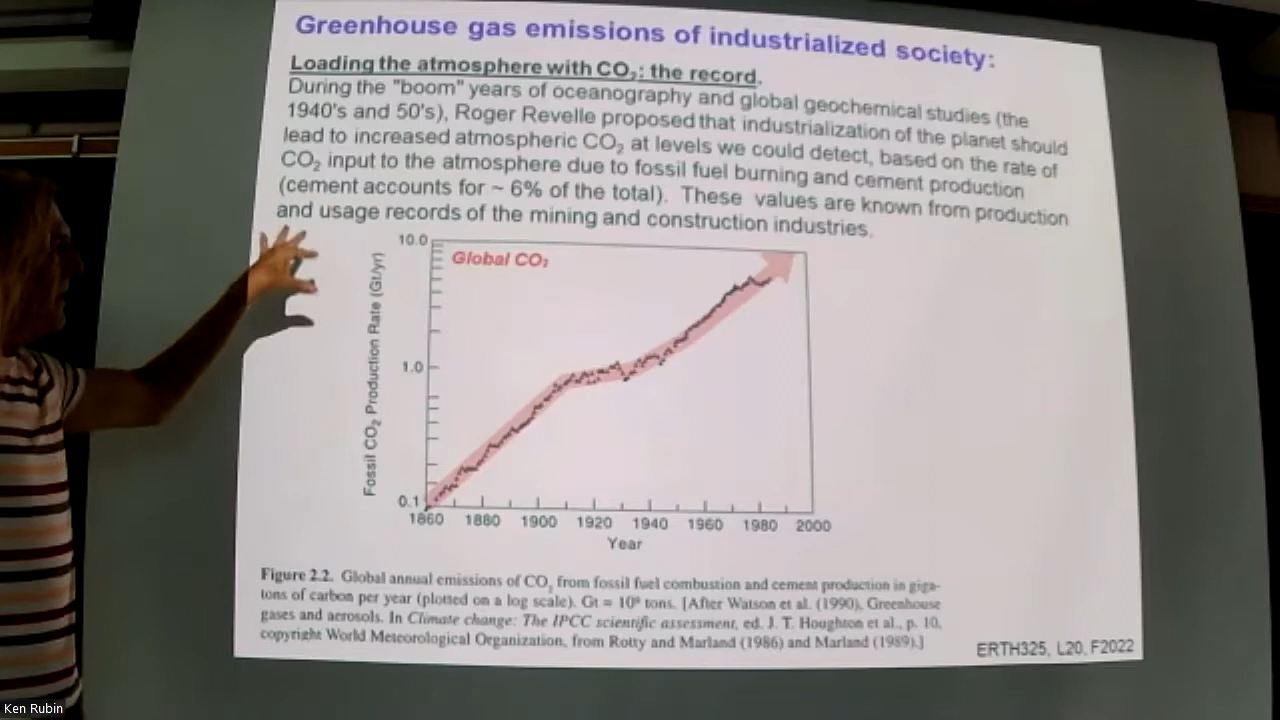 Greenhouse gas emissions of industrialized society:
Loading the atmosphere with CO₂: the record.
During the "boom" years of oceanography and global geochemical studies (the
1940's and 50's), Roger Revelle proposed that industrialization of the planet should
lead to increased atmospheric CO₂ at levels we could detect, based on the rate of
CO₂ input to the atmosphere due to fossil fuel burning and cement production
(cement accounts for ~ 6% of the total). These values are known from production
and usage records of the mining and construction industries.
10.0
Global CO₂
Fossil CO₂ Production Rate (Gt/yr)
1.0
0.1
1860 1880 1900 1920 1940 1960 1980 2000
Year
Figure 2.2. Global annual emissions of CO₂ from fossil fuel combustion and cement production in giga-
tons of carbon per year (plotted on a log scale). Gt = 10⁹ tons. [After Watson et al. (1990), Greenhouse
gases and aerosols. In Climate change: The IPCC scientific assessment, ed. J. T. Houghton et al., p. 10,
copyright World Meteorological Organization, from Rotty and Marland (1986) and Marland (1989).]
ERTH325, L20, F2022
Ken Rubin